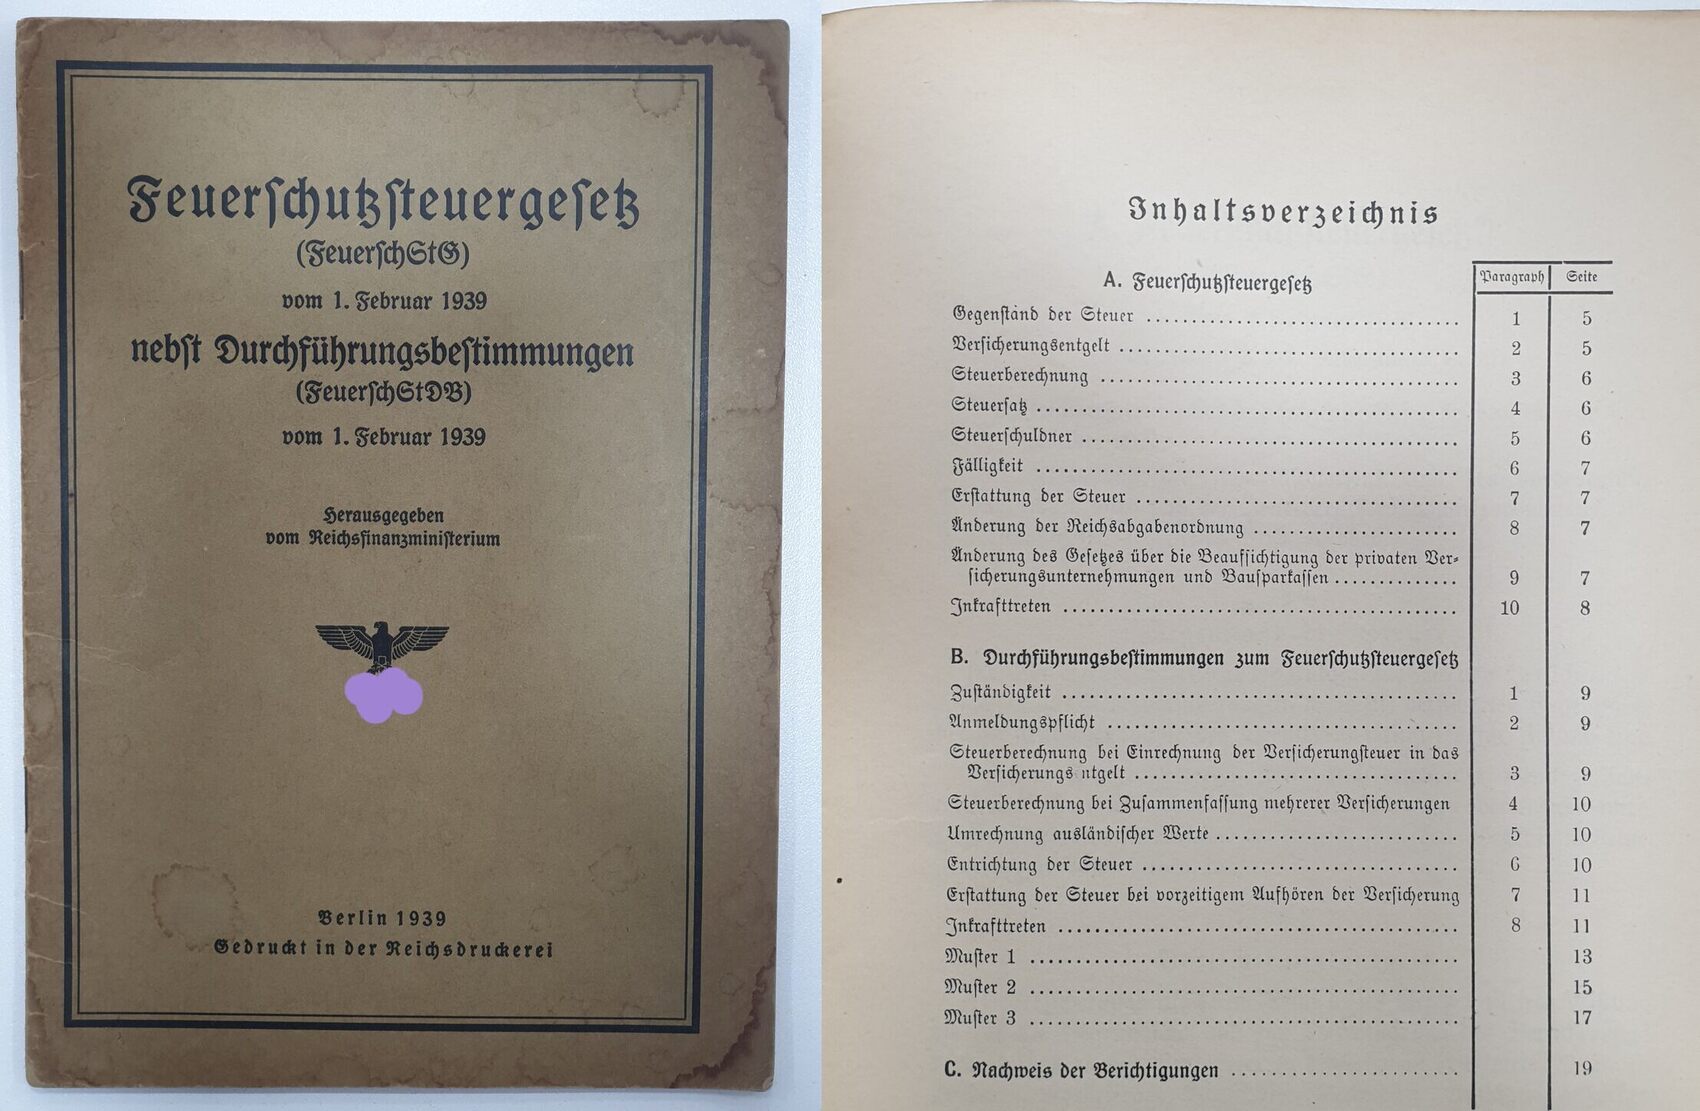 Feuerschutzsteuergesetz
(FeuerschStG)
vom 1. Februar 1939
nebst Durchführungsbestimmungen
(FeuerschStDB)
vom 1. Februar 1939
Herausgegeben
vom Reichsfinanzministerium
Berlin 1939
Gedruckt in der Reichsdruckerei
Inhaltsverzeichnis
Paragraph Seite
A. Feuerschutzsteuergesetz
Gegenstand der Steuer 1 5
Versicherungsentgelt 2 5
Steuerberechnung 3 6
Steuersatz 4 6
Steuerschuldner 5 6
Fälligkeit 6 7
Erstattung der Steuer 7 7
Änderung der Reichsabgabenordnung 8 7
Änderung des Gesetzes über die Beaufsichtigung der privaten Ver-
sicherungsunternehmungen und Bausparkassen 9 7
Inkrafttreten 10 8
B. Durchführungsbestimmungen zum Feuerschutzsteuergesetz
Zuständigkeit 1 9
Anmeldungspflicht 2 9
Steuerberechnung bei Einrechnung der Versicherungsteuer in das
Versicherungs ntgelt 3 9
Steuerberechnung bei Zusammenfassung mehrerer Versicherungen 4 10
Umrechnung ausländischer Werte 5 10
Entrichtung der Steuer 6 10
Erstattung der Steuer bei vorzeitigem Aufhören der Versicherung 7 11
Inkrafttreten 8 11
Muster 1 13
Muster 2 15
Muster 3 17
C. Nachweis der Berichtigungen 19